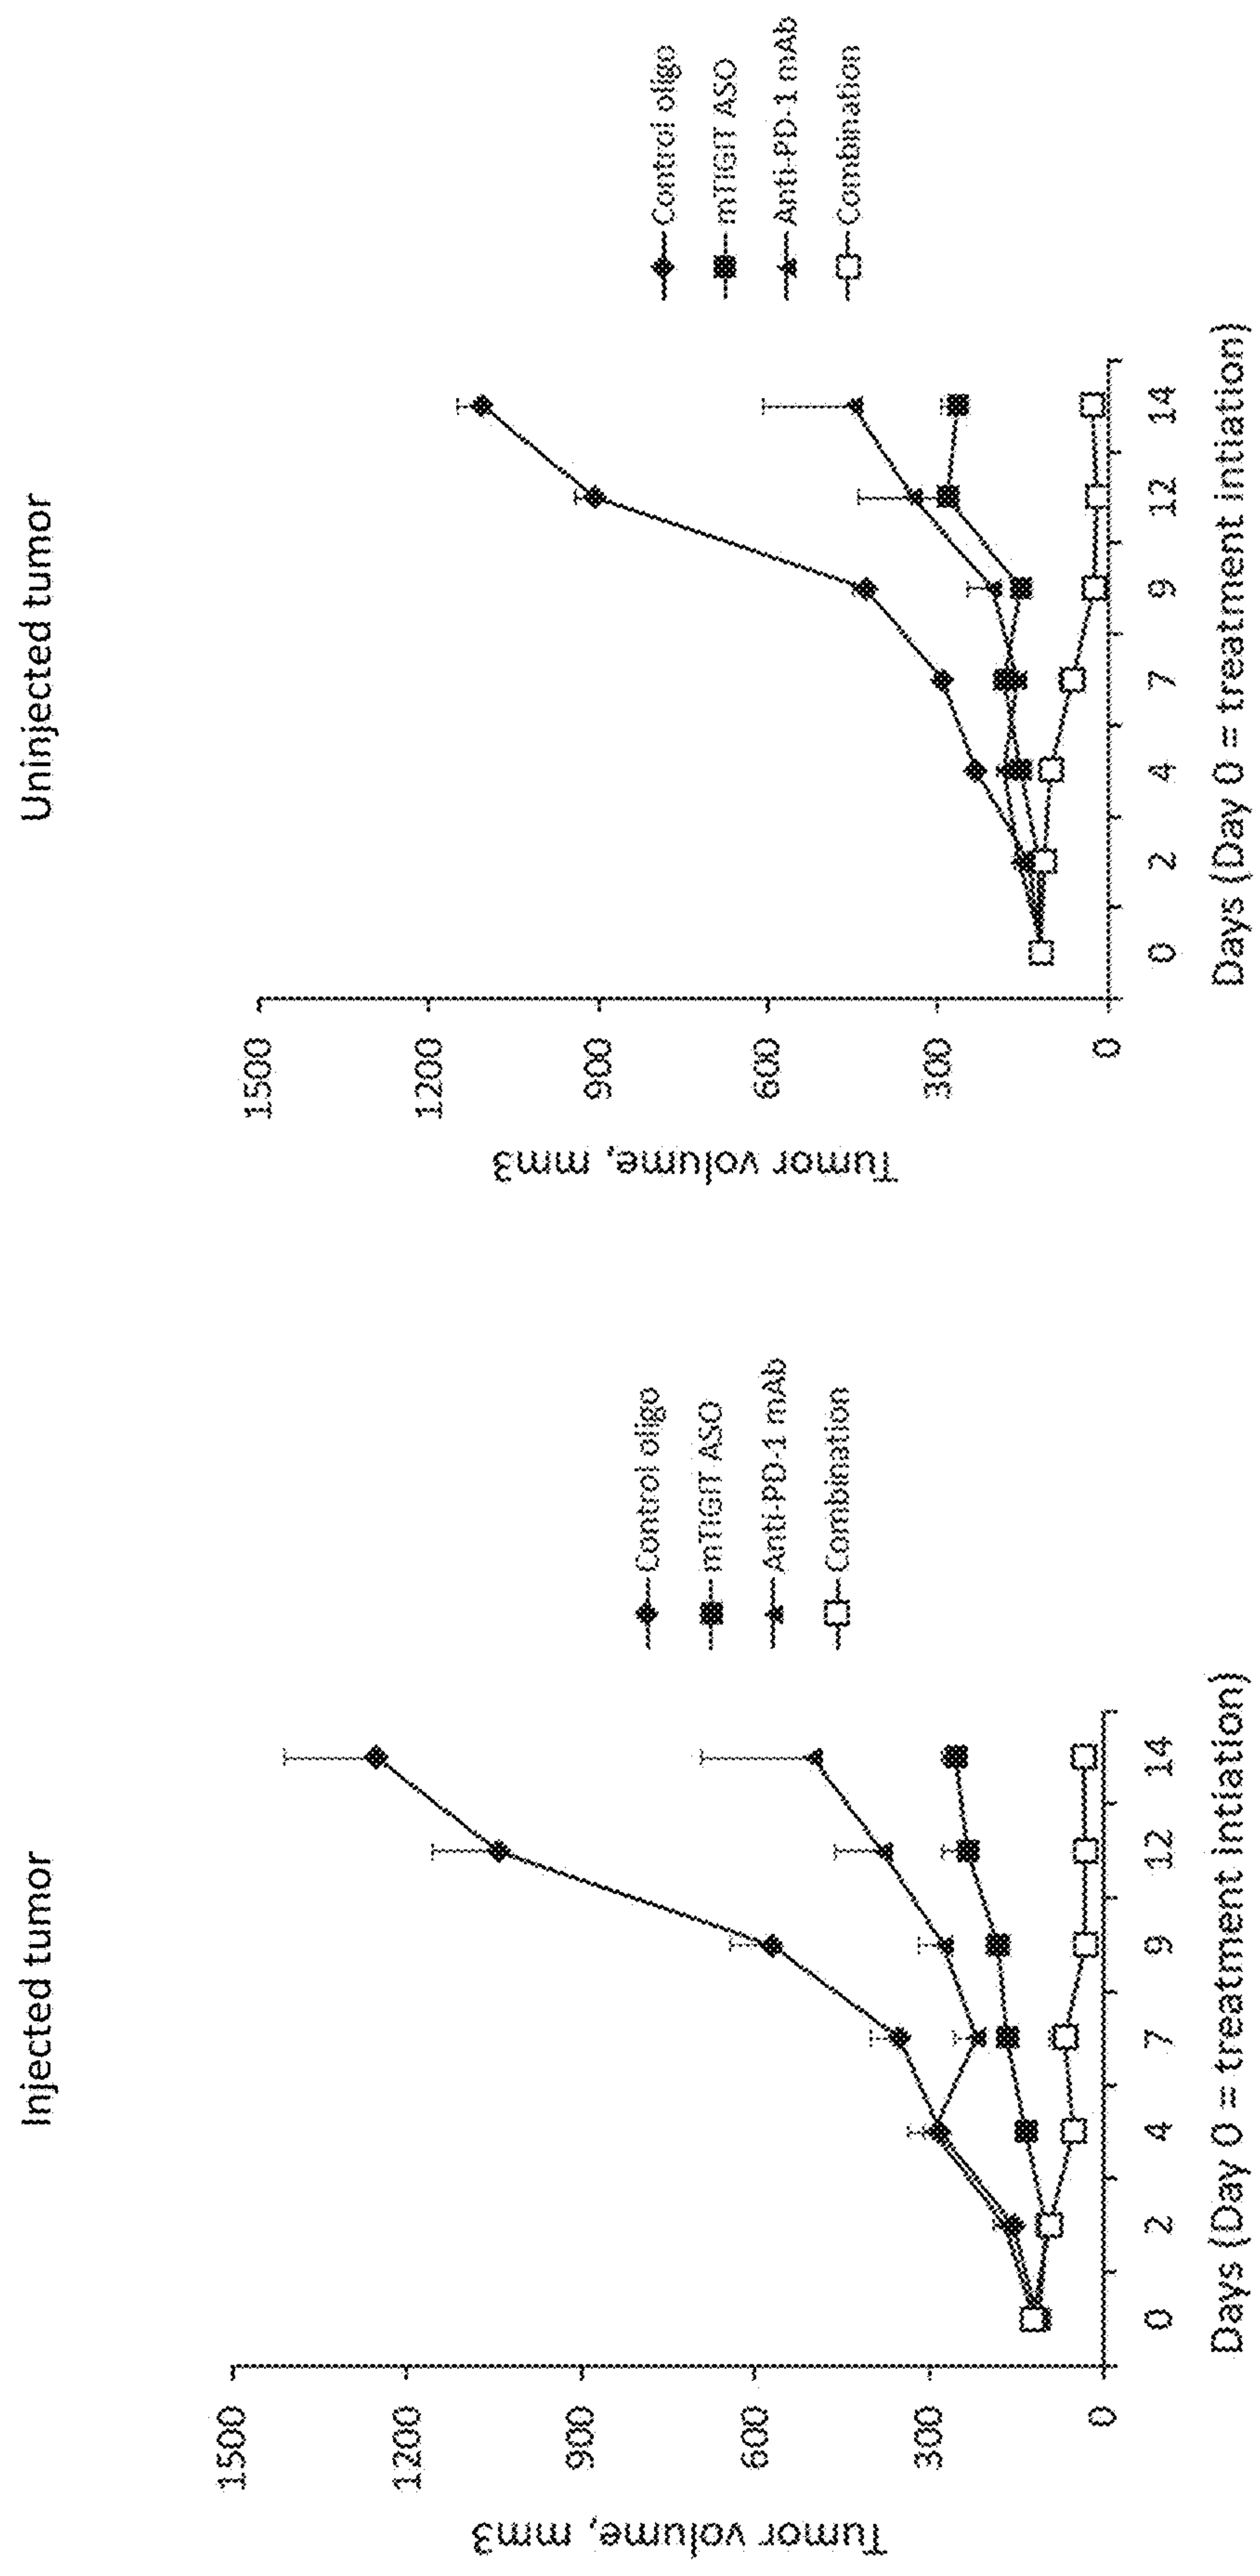 Injected tumor
Tumor volume, mm3
1500
1200
900
600
300
0
0 2 4 7 9 12 14
Days (Day 0 = treatment intiation)
Control oligo
mTIGIT ASO
Anti-PD-1 mAb
Combination
Uninjected tumor
Tumor volume, mm3
1500
1200
900
600
300
0
0 2 4 7 9 12 14
Days (Day 0 = treatment intiation)
Control oligo
mTIGIT ASO
Anti-PD-1 mAb
Combination